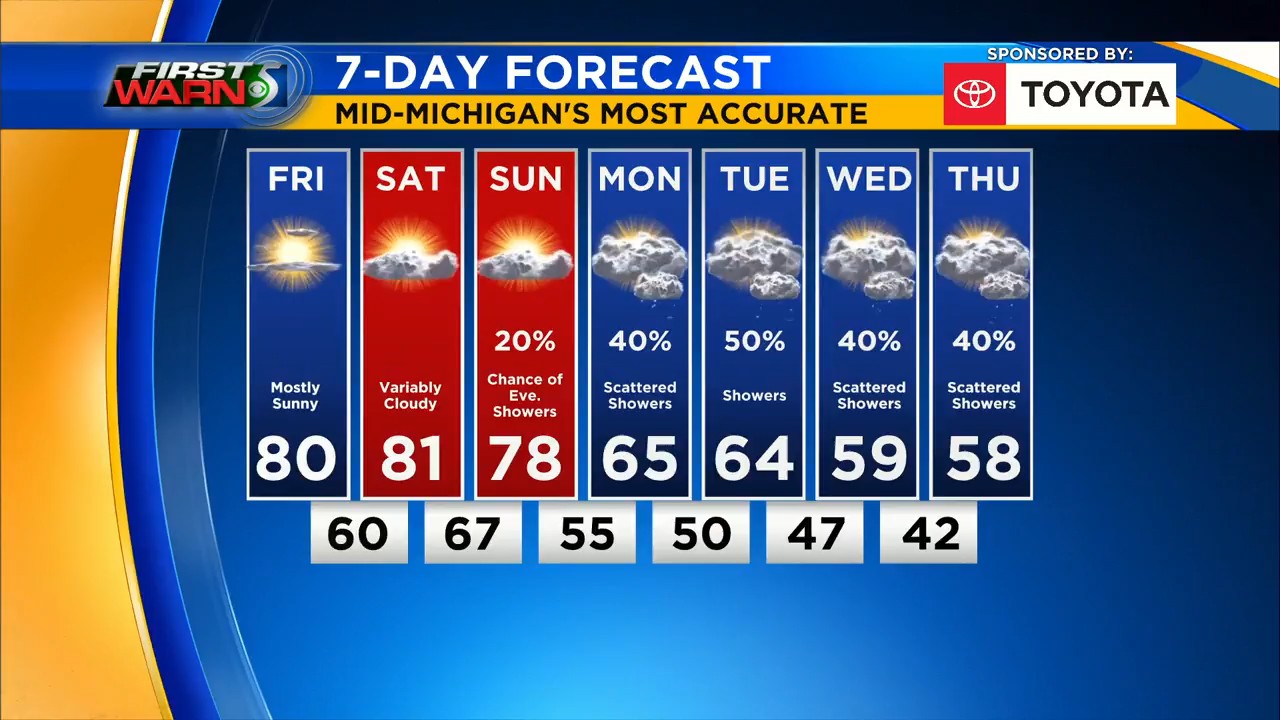 FIRST
WARN 5
7-DAY FORECAST
MID-MICHIGAN'S MOST ACCURATE
SPONSORED BY:
TOYOTA
FRI
Mostly
Sunny
80
SAT
Variably
Cloudy
81
SUN
20%
Chance of
Eve.
Showers
78
MON
40%
Scattered
Showers
65
TUE
50%
Showers
64
WED
40%
Scattered
Showers
59
THU
40%
Scattered
Showers
58
60 67 55 50 47 42